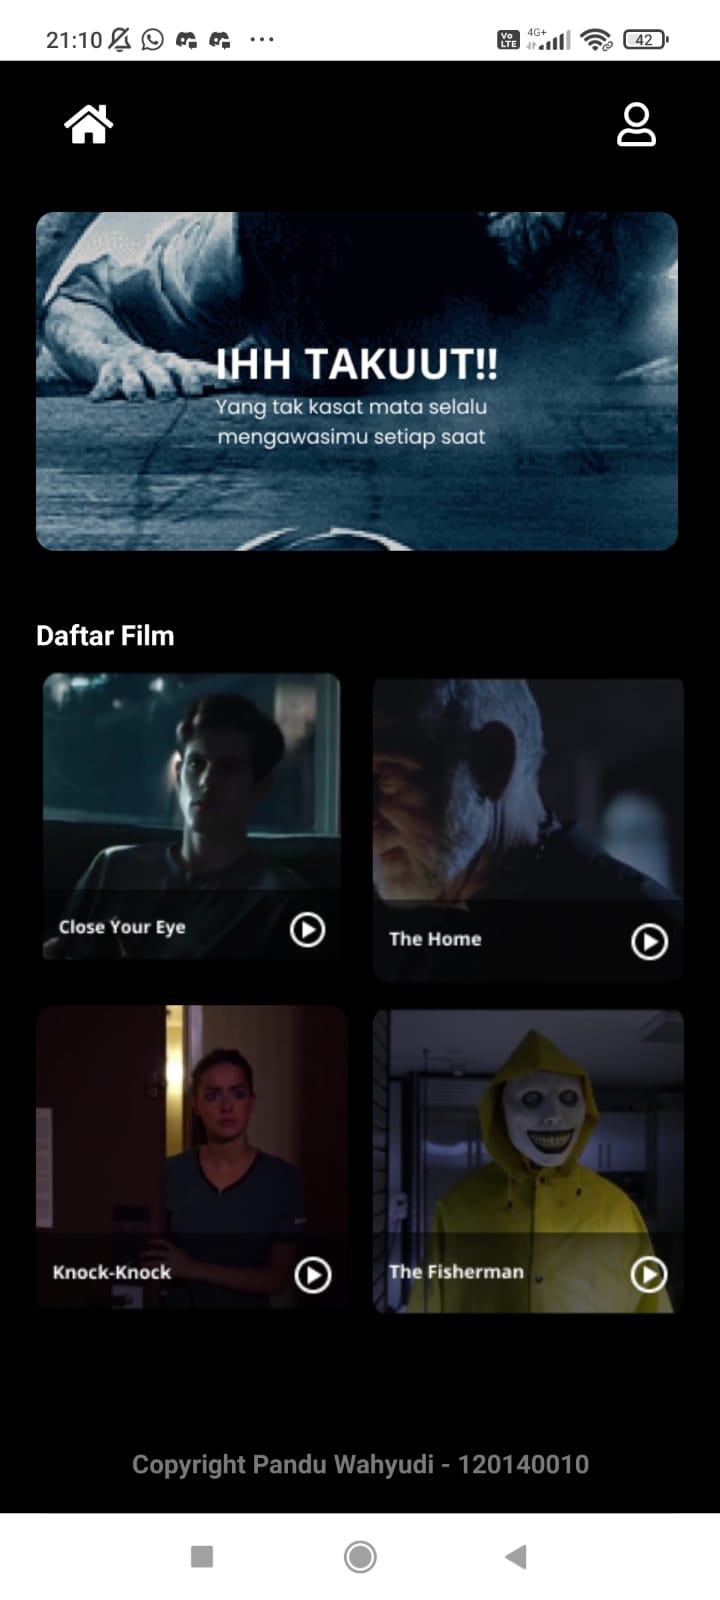 21:10
Vo
LTE
4G+
42
IHH TAKUUT!!
Yang tak kasat mata selalu
mengawasimu setiap saat
Daftar Film
Close Your Eye
The Home
Knock-Knock
The Fisherman
Copyright Pandu Wahyudi - 120140010